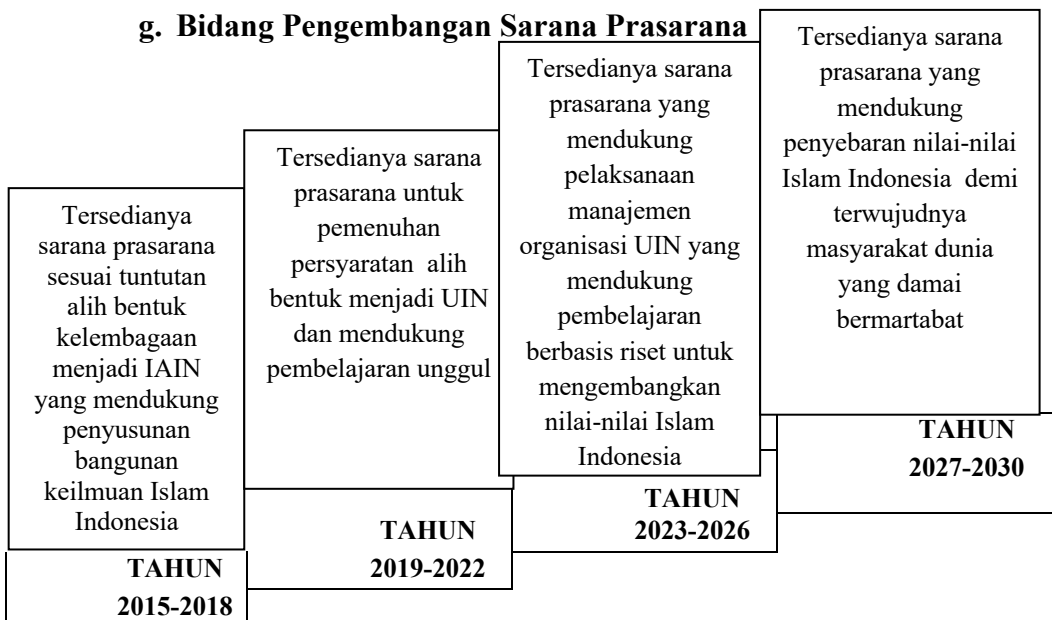 g. Bidang Pengembangan Sarana Prasarana
Tersedianya
sarana prasarana
sesuai tuntutan
alih bentuk
kelembagaan
menjadi IAIN
yang mendukung
penyusunan
bangunan
keilmuan Islam
Indonesia
TAHUN
2015-2018
Tersedianya sarana
prasarana untuk
pemenuhan
persyaratan alih
bentuk menjadi UIN
dan mendukung
pembelajaran unggul
TAHUN
2019-2022
Tersedianya sarana
prasarana yang
mendukung
pelaksanaan
manajemen
organisasi UIN yang
mendukung
pembelajaran
berbasis riset untuk
mengembangkan
nilai-nilai Islam
Indonesia
TAHUN
2023-2026
Tersedianya sarana
prasarana yang
mendukung
penyebaran nilai-nilai
Islam Indonesia demi
terwujudnya
masyarakat dunia
yang damai
bermartabat
TAHUN
2027-2030